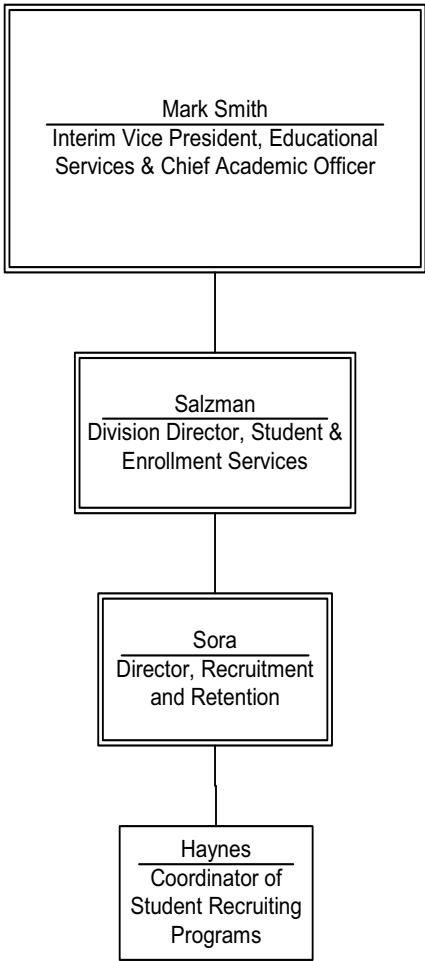 Mark Smith
Interim Vice President, Educational
Services & Chief Academic Officer
Salzman
Division Director, Student &
Enrollment Services
Sora
Director, Recruitment
and Retention
Haynes
Coordinator of
Student Recruiting
Programs